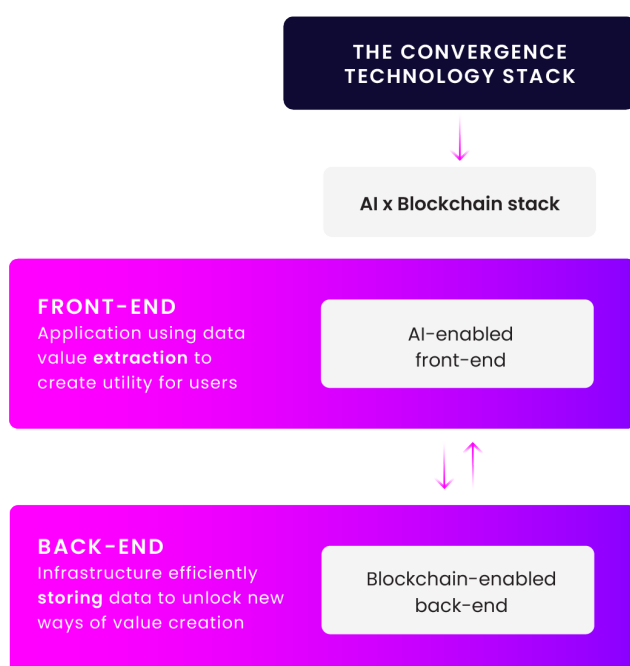 THE CONVERGENCE
TECHNOLOGY STACK
AI x Blockchain stack
FRONT-END
Application using data
value extraction to
create utility for users
AI-enabled
front-end
BACK-END
Infrastructure efficiently
storing data to unlock new
ways of value creation
Blockchain-enabled
back-end